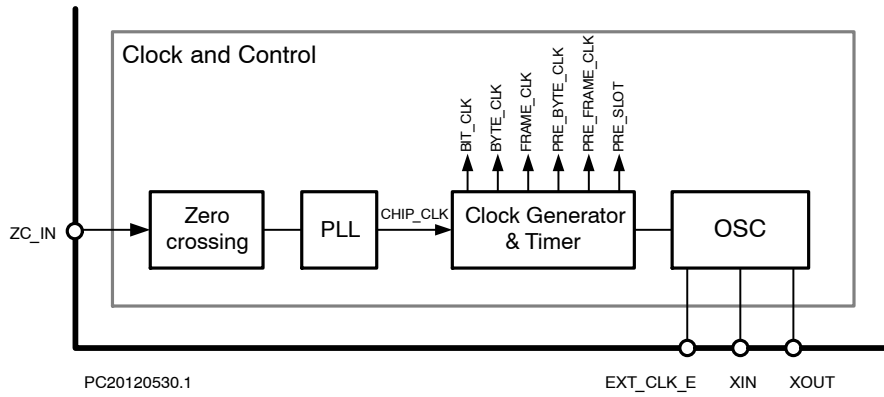 Clock and Control
BIT_CLK
BYTE_CLK
FRAME_CLK
PRE_BYTE_CLK
PRE_FRAME_CLK
PRE_SLOT
ZC_IN
Zero
crossing
PLL
CHIP_CLK
Clock Generator
& Timer
OSC
PC20120530.1
EXT_CLK_E
XIN
XOUT